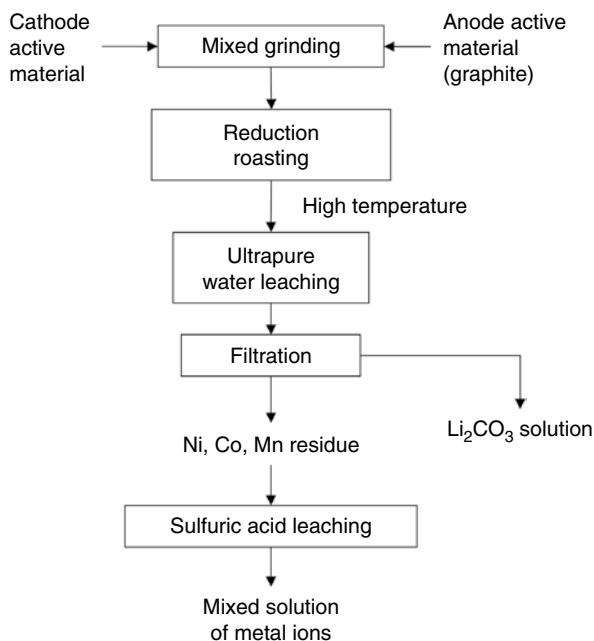 Cathode
active
material
Mixed grinding
Anode active
material
(graphite)
Reduction
roasting
High temperature
Ultrapure
water leaching
Filtration
Li₂CO₃ solution
Ni, Co, Mn residue
Sulfuric acid leaching
Mixed solution
of metal ions